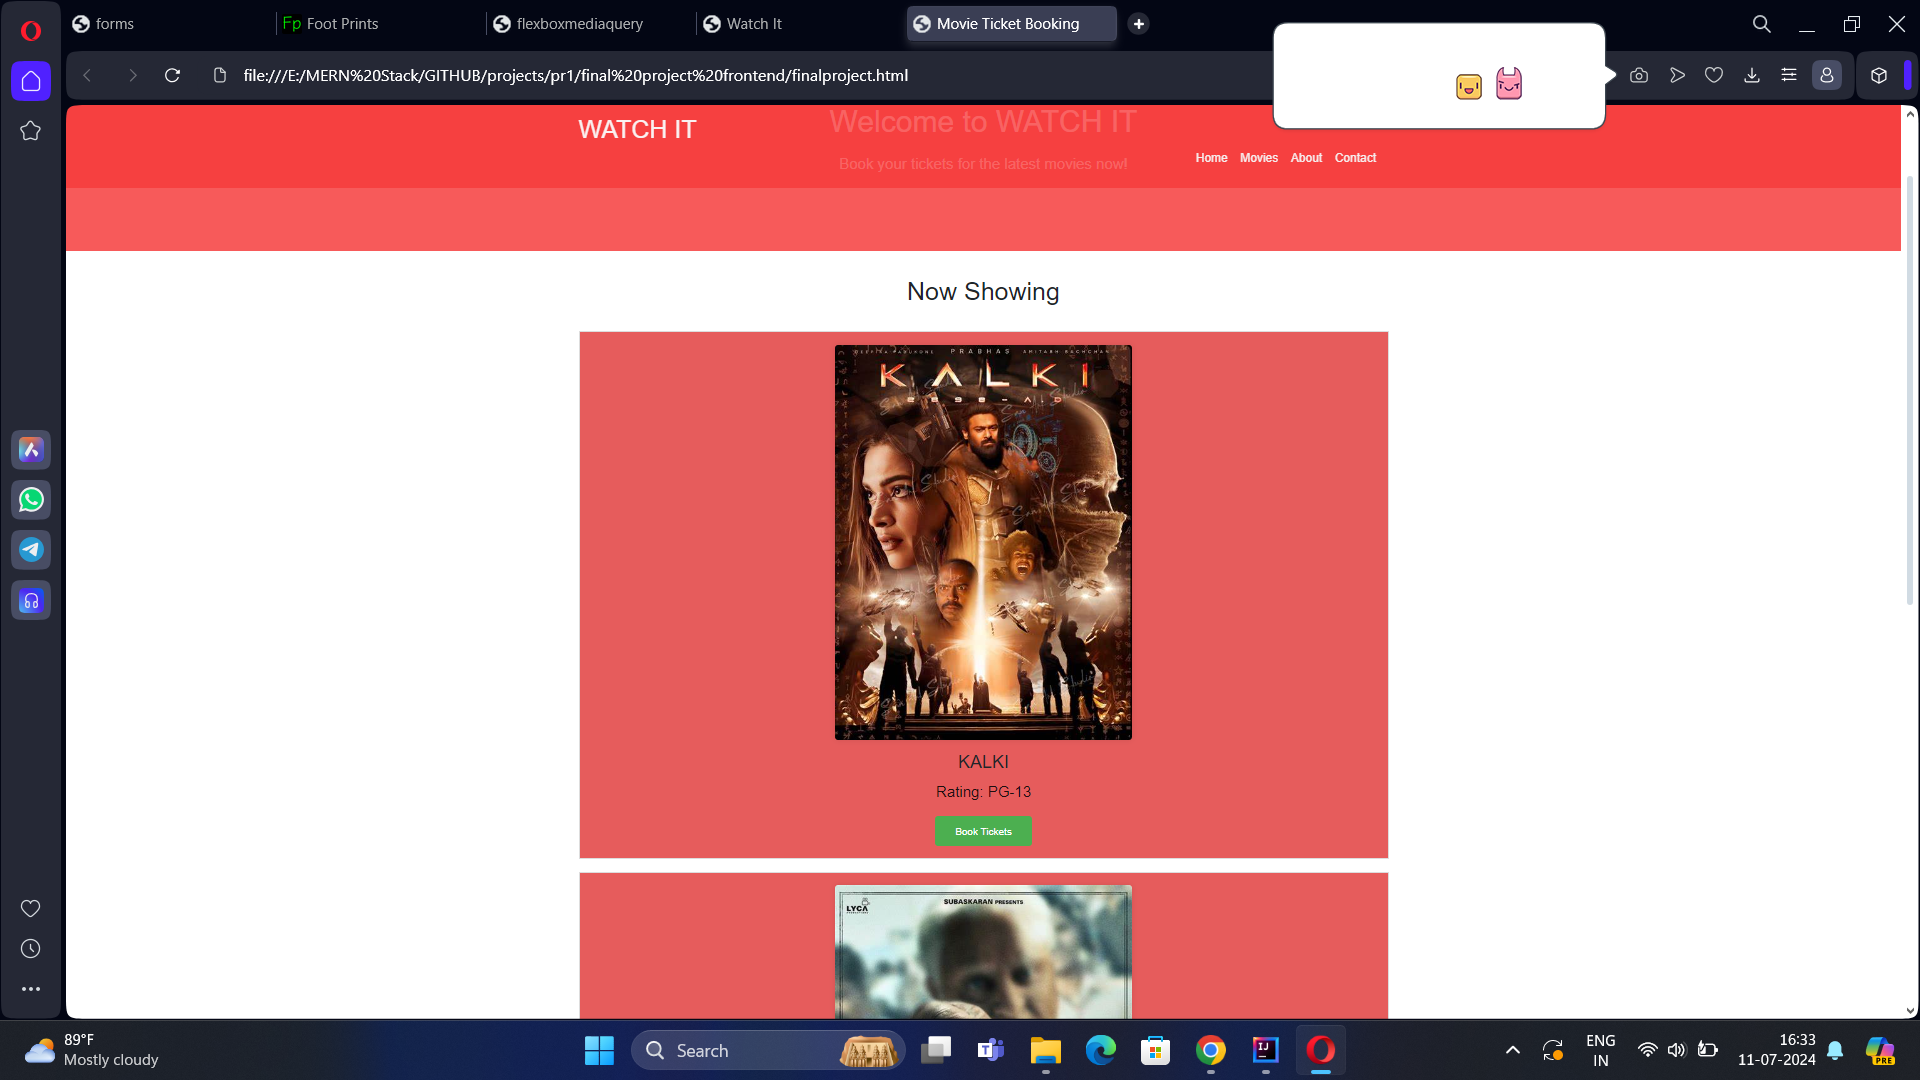 forms
Fp Foot Prints
flexboxmediaquery
Watch It
Movie Ticket Booking
file:///E:/MERN%20Stack/GITHUB/projects/pr1/final%20project%20frontend/finalproject.html
WATCH IT
Welcome to WATCH IT
Book your tickets for the latest movies now!
Home Movies About Contact
Now Showing
PRABHAS AMITABH BACHCHAN
KALKI
2898-AD
KALKI
Rating: PG-13
Book Tickets
LYCA
SUBASKARAN PRESENTS
89°F
Mostly cloudy
Search
ENG
IN
16:33
11-07-2024
PRE